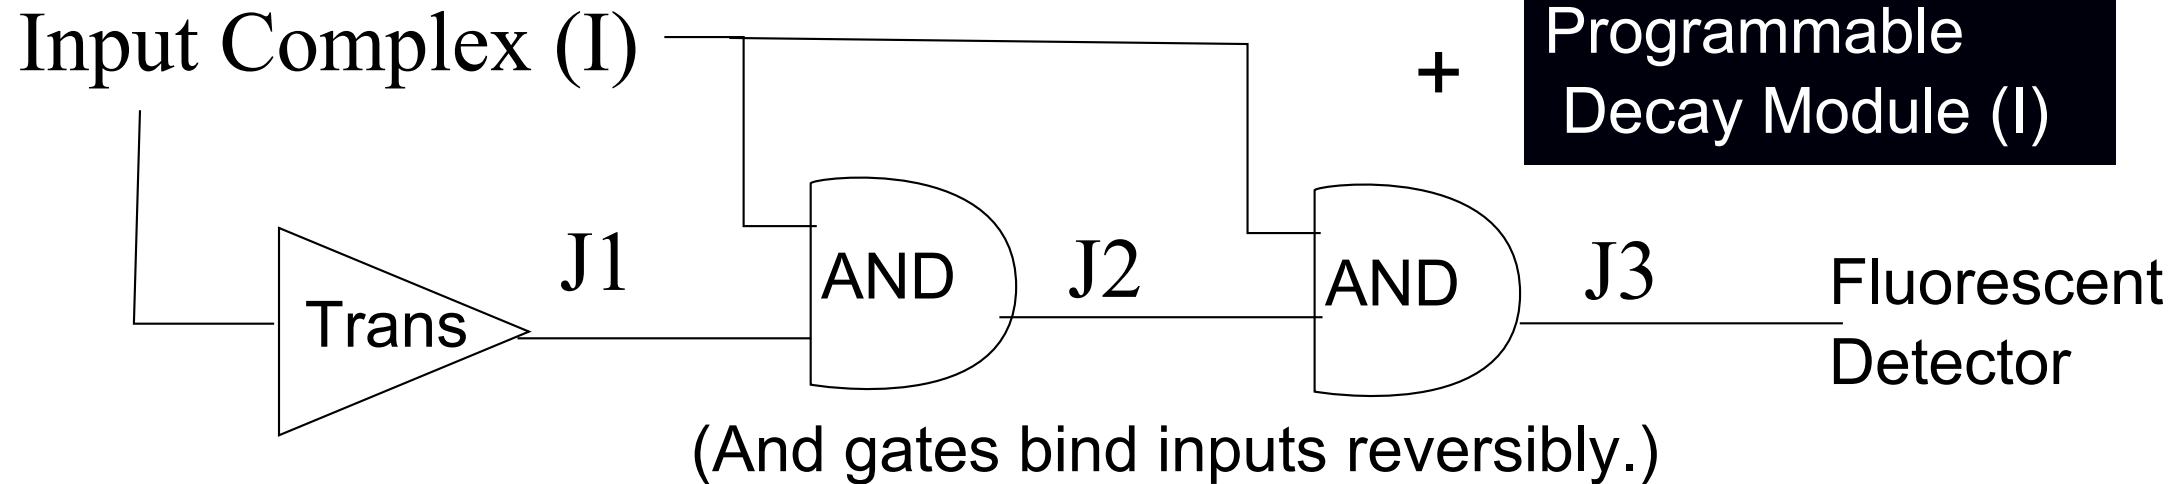 Input Complex (I)
+
Programmable
Decay Module (I)
Trans
J1
AND
J2
AND
J3
Fluorescent
Detector
(And gates bind inputs reversibly.)